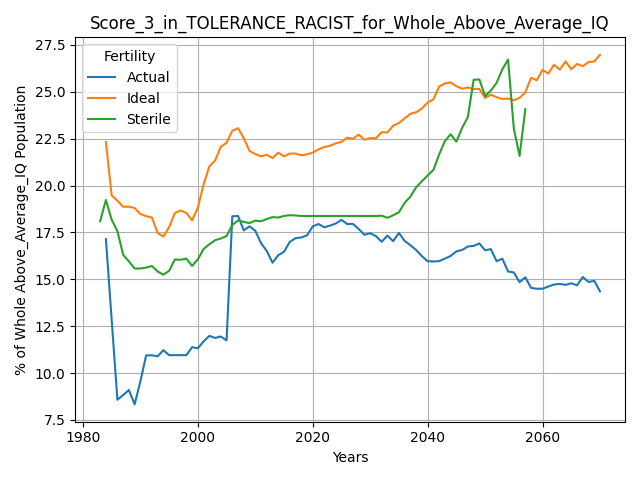 Score_3_in_TOLERANCE_RACIST_for_Whole_Above_Average_IQ
% of Whole Above_Average_IQ Population
27.5
25.0
22.5
20.0
17.5
15.0
12.5
10.0
7.5
Fertility
Actual
Ideal
Sterile
1980 2000 2020 2040 2060
Years